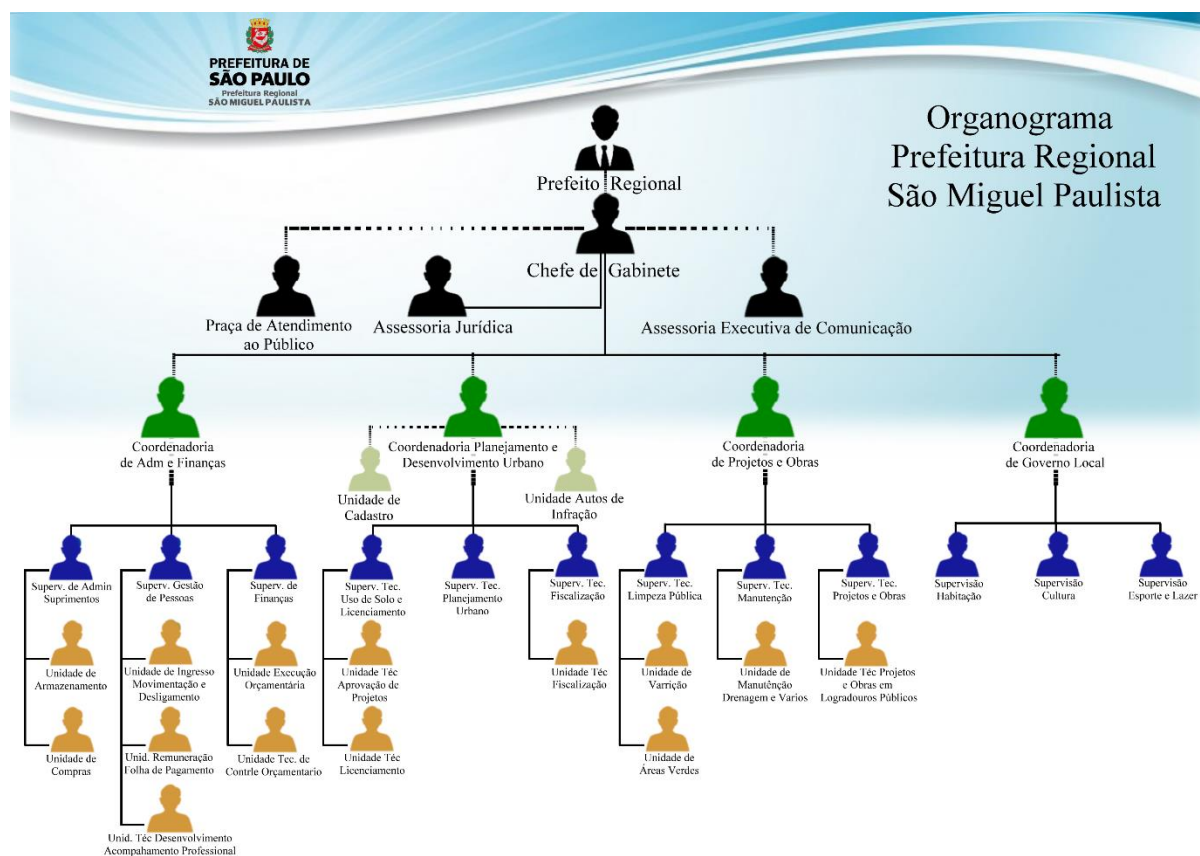 PREFEITURA DE
SÃO PAULO
Prefeitura Regional
SÃO MIGUEL PAULISTA
Organograma
Prefeitura Regional
São Miguel Paulista
Prefeito Regional
Chefe de Gabinete
Praça de Atendimento
ao Público
Assessoria Jurídica
Assessoria Executiva de Comunicação
Coordenadoria
de Adm e Finanças
Coordenadoria Planejamento e
Desenvolvimento Urbano
Coordenadoria
de Projetos e Obras
Coordenadoria
de Governo Local
Unidade de
Cadastro
Unidade Autos de
Infração
Superv. de Admin
Suprimentos
Superv. Gestão
de Pessoas
Superv. de
Finanças
Superv. Tec.
Uso de Solo e
Licenciamento
Superv. Tec.
Planejamento
Urbano
Superv. Tec.
Fiscalização
Superv. Tec.
Limpeza Pública
Superv. Tec.
Manutenção
Superv. Tec.
Projetos e Obras
Supervisão
Habitação
Supervisão
Cultura
Supervisão
Esporte e Lazer
Unidade de
Armazenamento
Unidade de Ingresso
Movimentação e
Desligamento
Unidade Execução
Orçamentária
Unidade Téc
Aprovação de
Projetos
Unidade Téc
Fiscalização
Unidade de
Varrição
Unidade de
Manutênção
Drenagem e Varios
Unidade Téc Projetos
e Obras em
Logradouros Públicos
Unidade de
Compras
Unid. Remuneração
Folha de Pagamento
Unidade Tec. de
Contrle Orçamentario
Unidade Téc
Licenciamento
Unidade de
Áreas Verdes
Unid. Téc Desenvolvimento
Acompahamento Professional